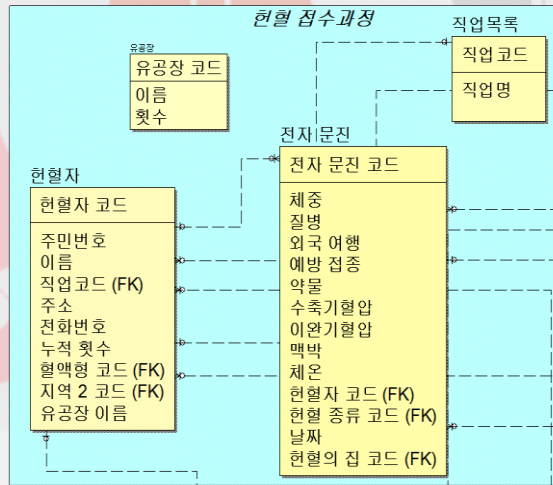 헌혈 접수과정
직업목록
직업코드
직업명
유공장
유공장 코드
이름
횟수
전자문진
전자 문진 코드
체중
질병
외국 여행
예방 접종
약물
수축기혈압
이완기혈압
맥박
체온
헌혈자 코드 (FK)
헌혈 종류 코드 (FK)
날짜
헌혈의 집 코드 (FK)
헌혈자
헌혈자 코드
주민번호
이름
직업코드 (FK)
주소
전화번호
누적 횟수
혈액형 코드 (FK)
지역 2 코드 (FK)
유공장 이름